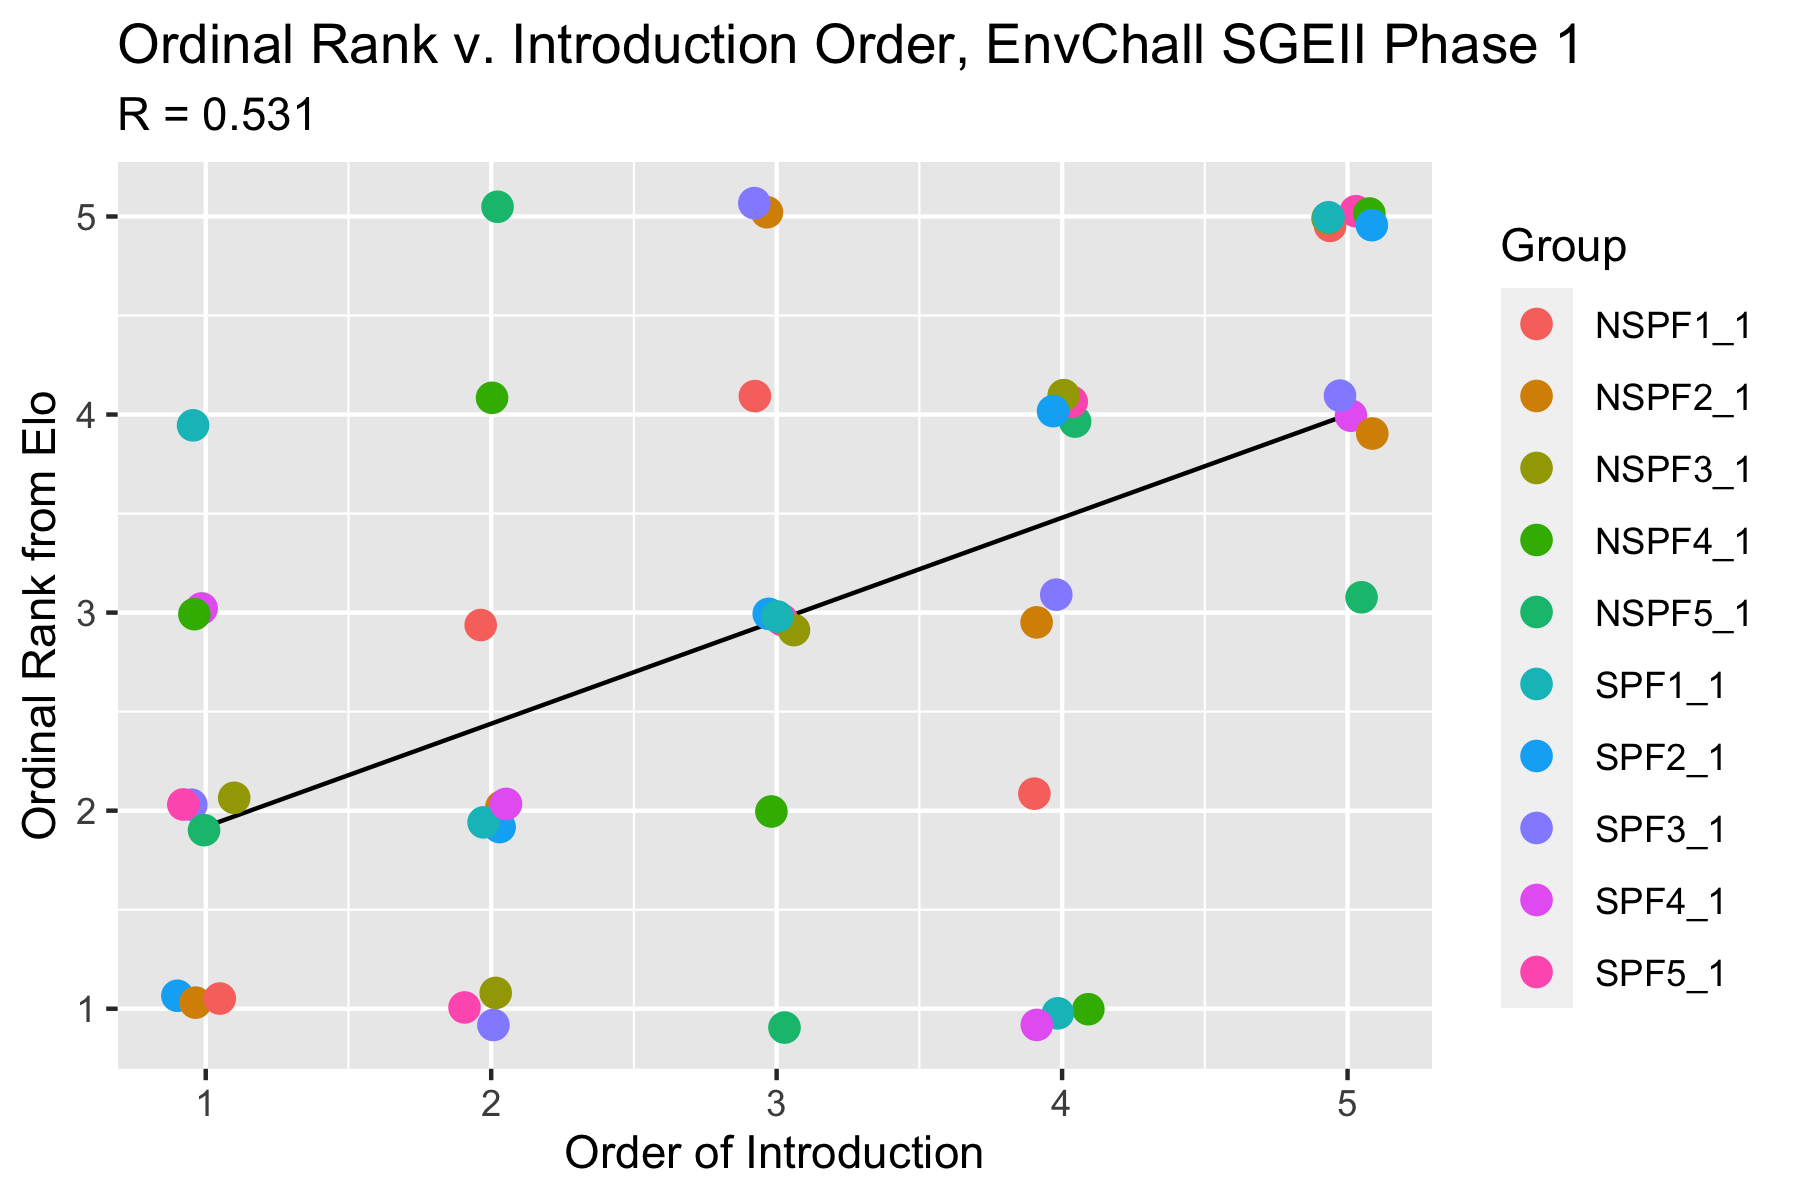 Ordinal Rank v. Introduction Order, EnvChall SGEII Phase 1
R = 0.531
Ordinal Rank from Elo
5
4
3
2
1
1 2 3 4 5
Order of Introduction
Group
NSPF1_1
NSPF2_1
NSPF3_1
NSPF4_1
NSPF5_1
SPF1_1
SPF2_1
SPF3_1
SPF4_1
SPF5_1